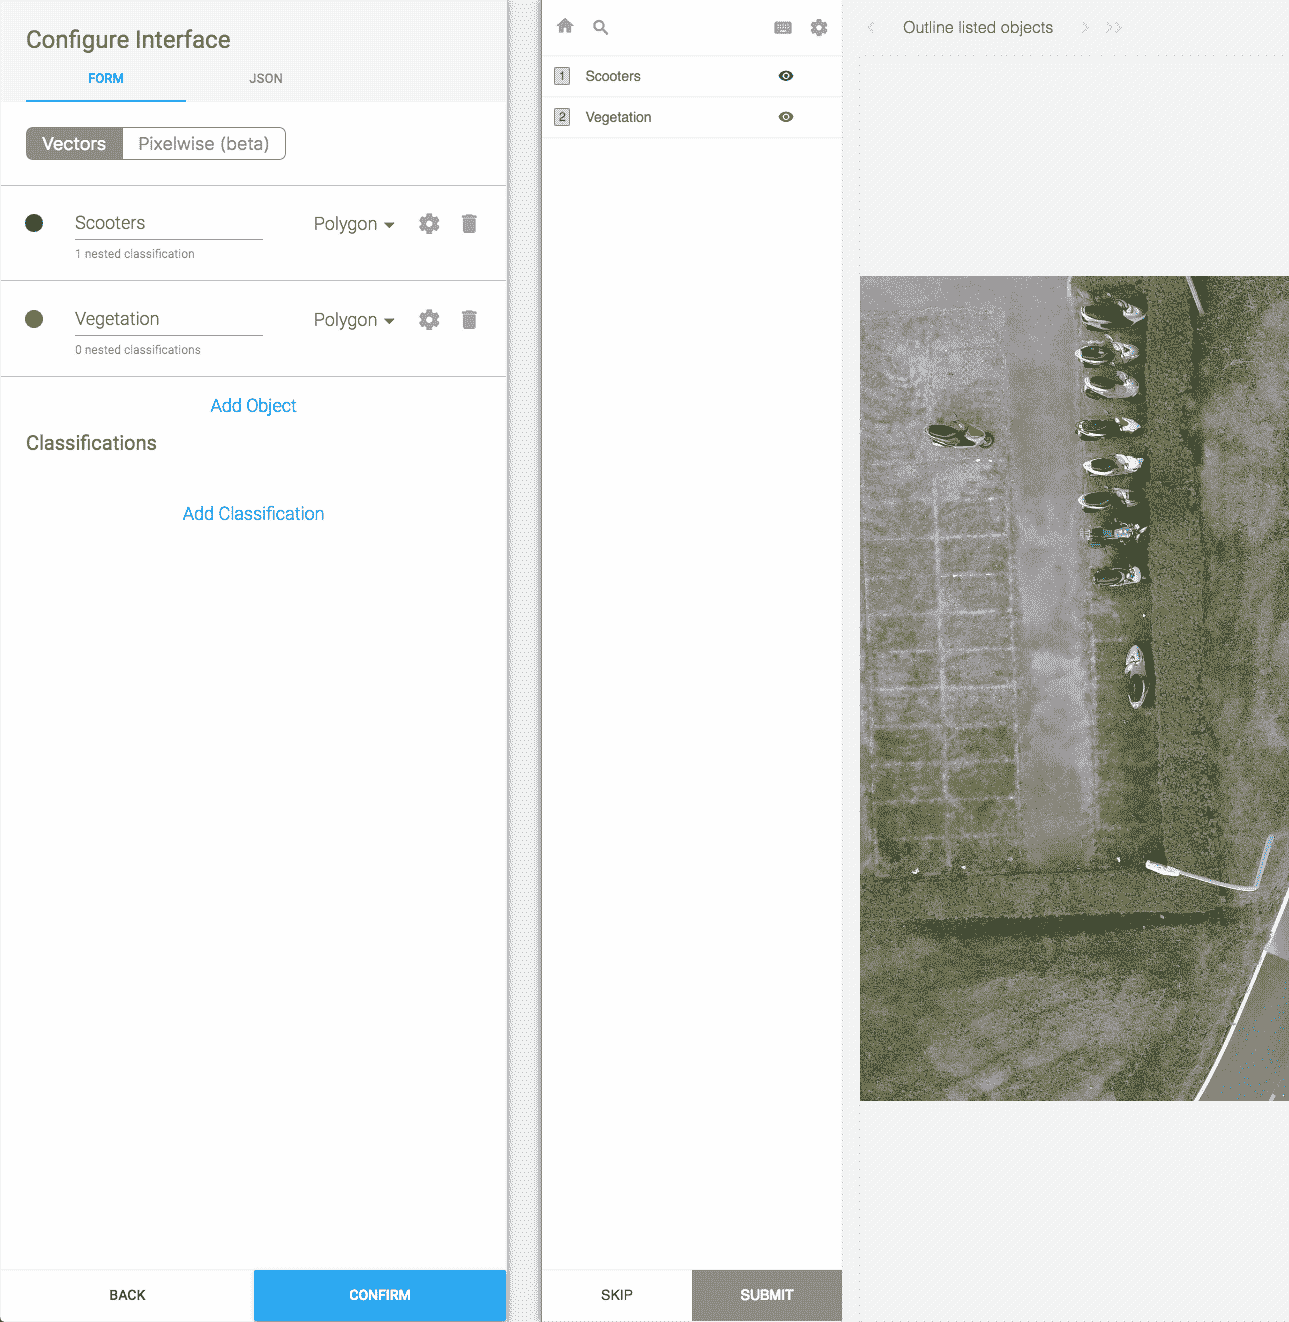 Configure Interface
FORM
JSON
Vectors
Pixelwise (beta)
Scooters
Polygon
1 nested classification
Vegetation
Polygon
0 nested classifications
Add Object
Classifications
Add Classification
BACK
CONFIRM
1 Scooters
2 Vegetation
SKIP
SUBMIT
Outline listed objects